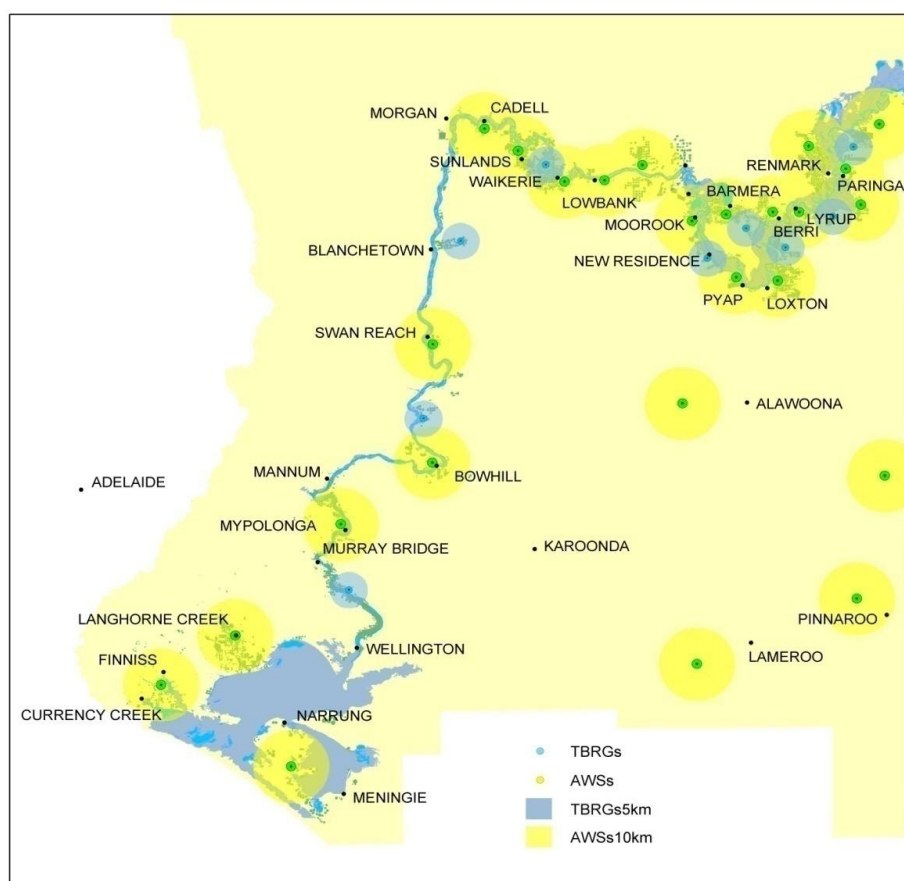 CADELL
MORGAN
SUNLANDS
RENMARK
WAIKERIE
PARINGA
BARMERA
LOWBANK
LYRUP
MOOROOK
BERRI
BLANCHETOWN
NEW RESIDENCE
PYAP
LOXTON
SWAN REACH
ALAWOONA
MANNUM
BOWHILL
ADELAIDE
MYPOLONGA
KAROONDA
MURRAY BRIDGE
LANGHORNE CREEK
PINNAROO
WELLINGTON
LAMEROO
FINNISS
CURRENCY CREEK
NARRUNG
TBRGs
AWSs
MENINGIE
TBRGs5km
AWSs10km